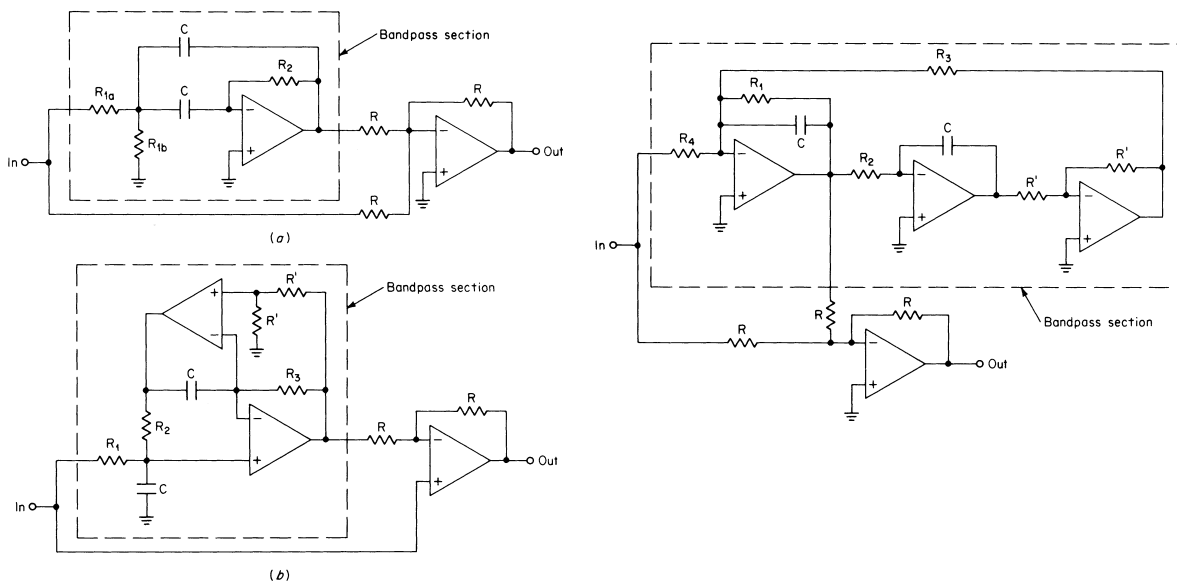 C
Bandpass section
R2
R1a
C
R
R1b
R
Out
In
R
(a)
R'
Bandpass section
R'
C
R3
R2
R1
R
R
Out
C
In
(b)
R3
R1
C
R4
C
R'
R2
R'
In
R
R
Bandpass section
R
Out